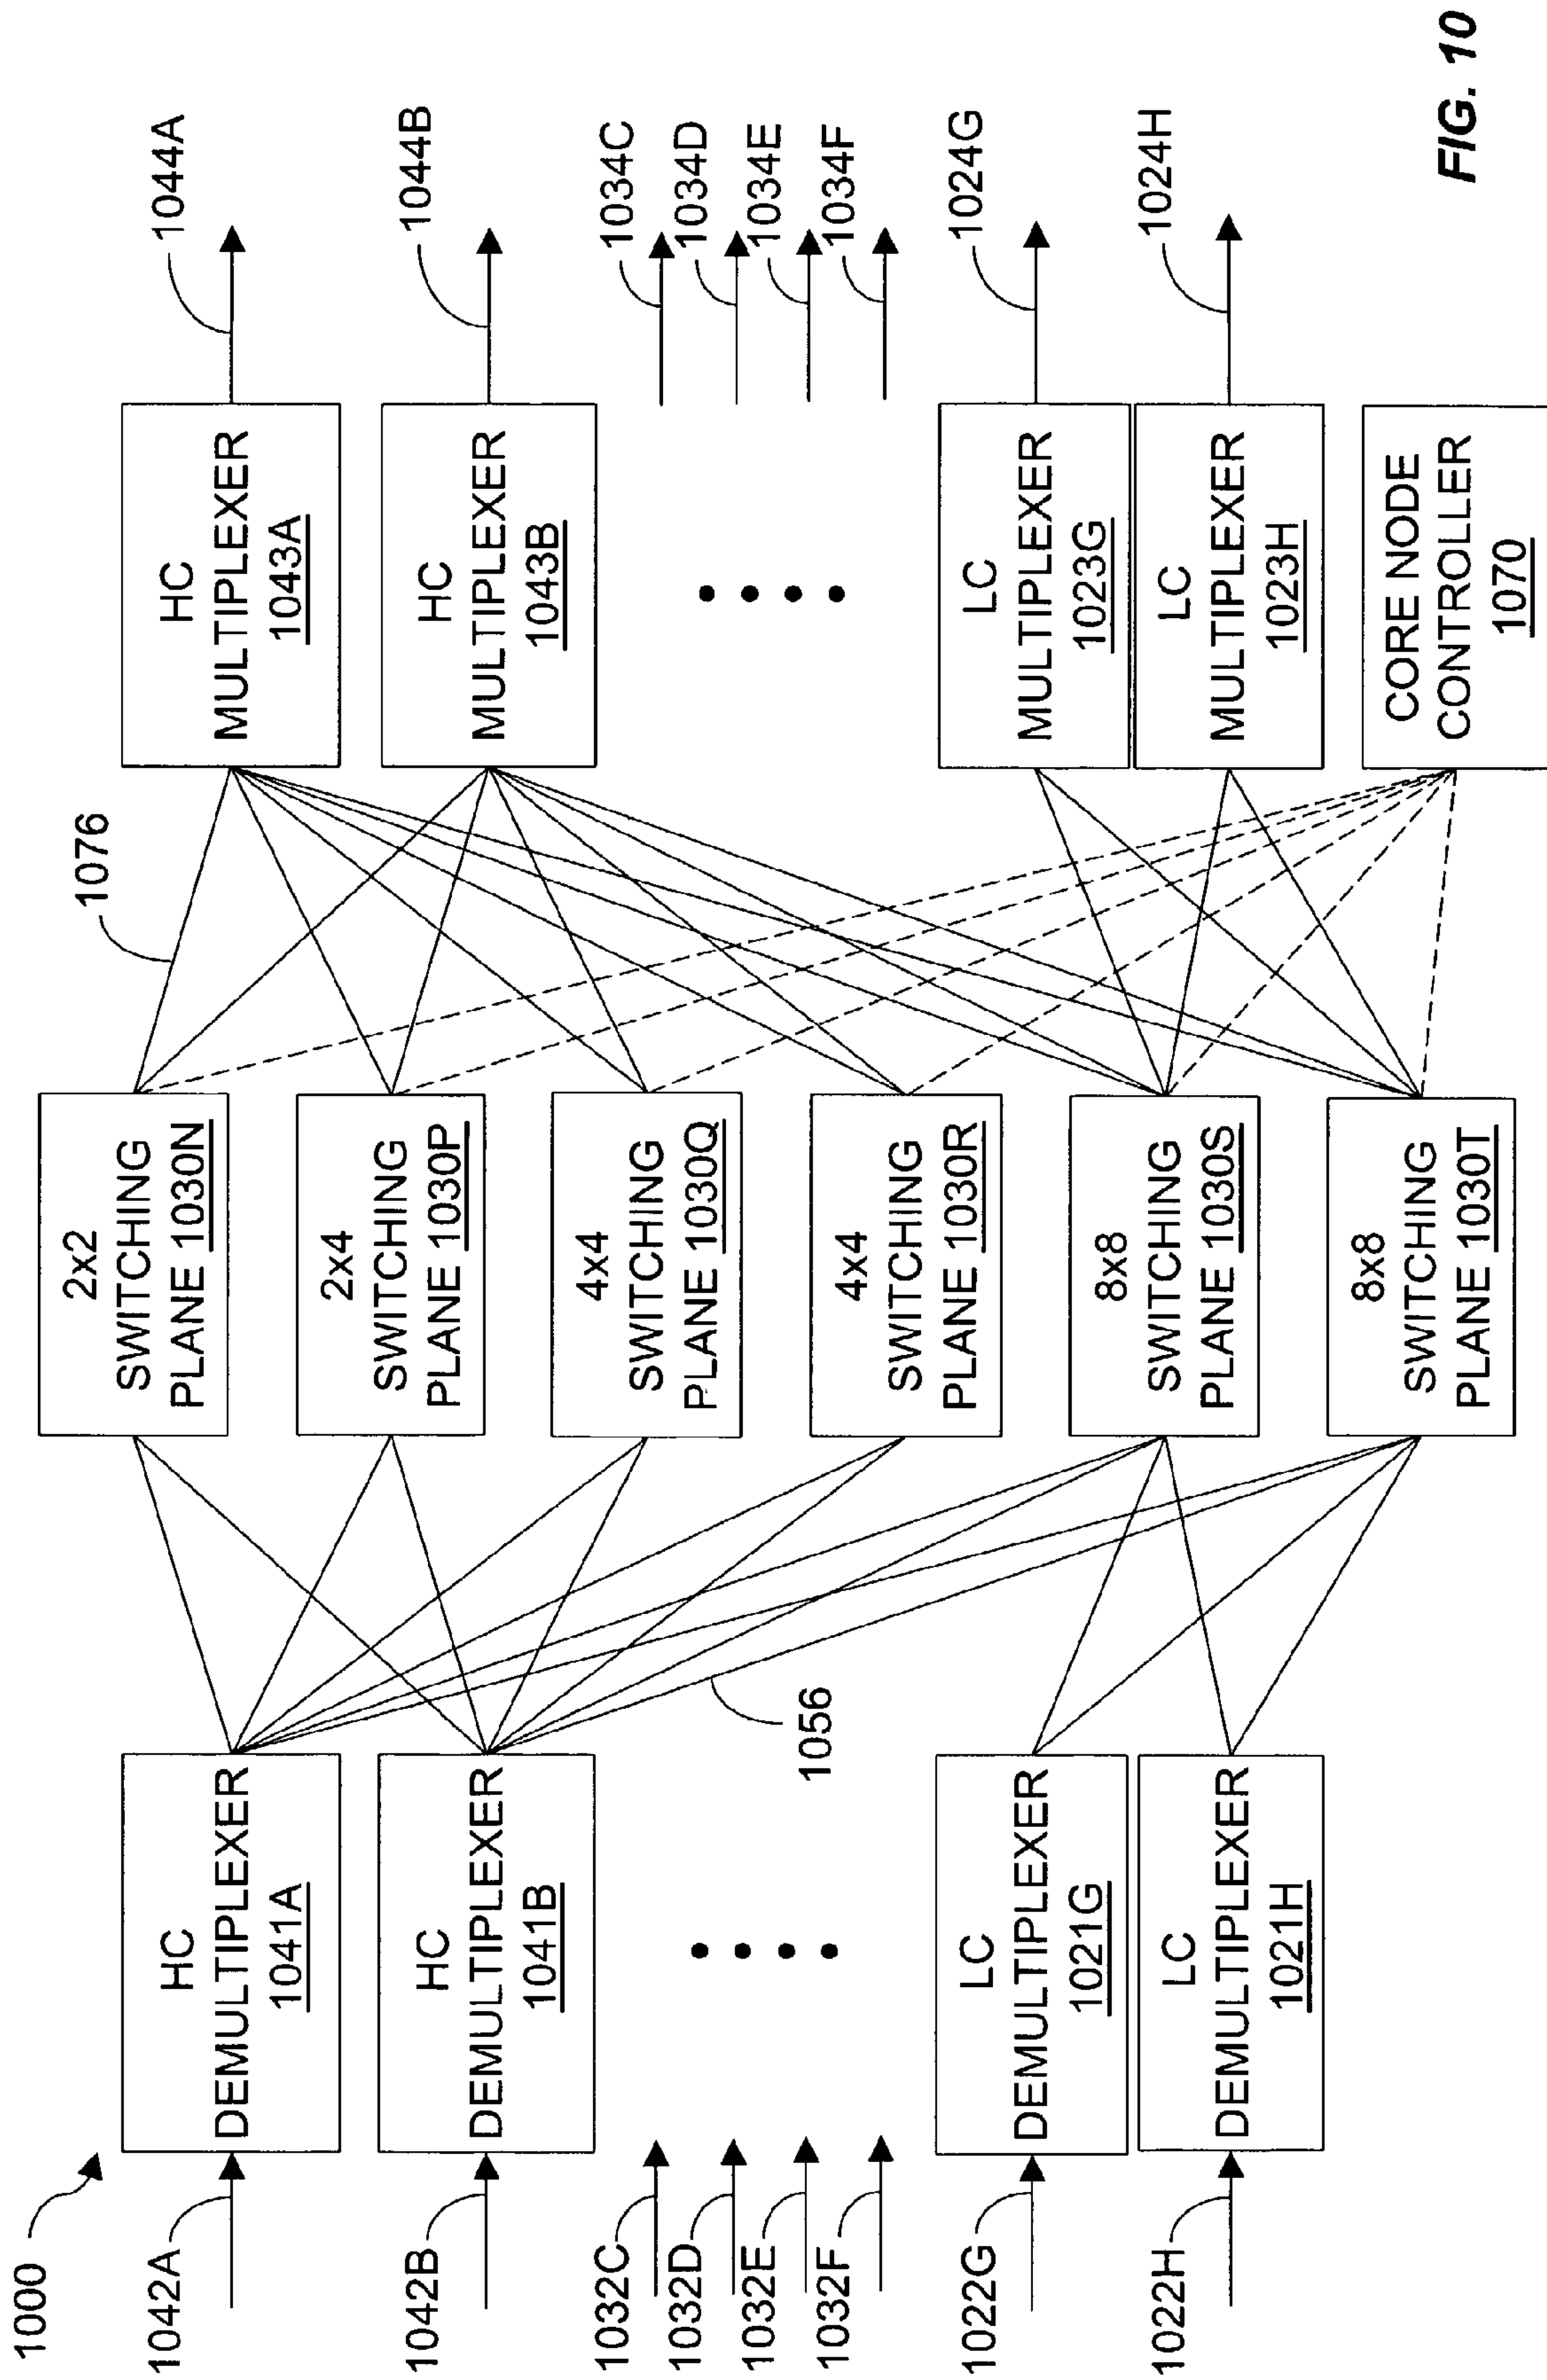 1000
1042A
1042B
1032C
1032D
1032E
1032F
1022G
1022H
HC
DEMULTIPLEXER
1041A
HC
DEMULTIPLEXER
1041B
LC
DEMULTIPLEXER
1021G
LC
DEMULTIPLEXER
1021H
1056
2x2
SWITCHING
PLANE 1030N
2x4
SWITCHING
PLANE 1030P
4x4
SWITCHING
PLANE 1030Q
4x4
SWITCHING
PLANE 1030R
8x8
SWITCHING
PLANE 1030S
8x8
SWITCHING
PLANE 1030T
1076
HC
MULTIPLEXER
1043A
HC
MULTIPLEXER
1043B
LC
MULTIPLEXER
1023G
LC
MULTIPLEXER
1023H
CORE NODE
CONTROLLER
1070
1044A
1044B
1034C
1034D
1034E
1034F
1024G
1024H
FIG. 10